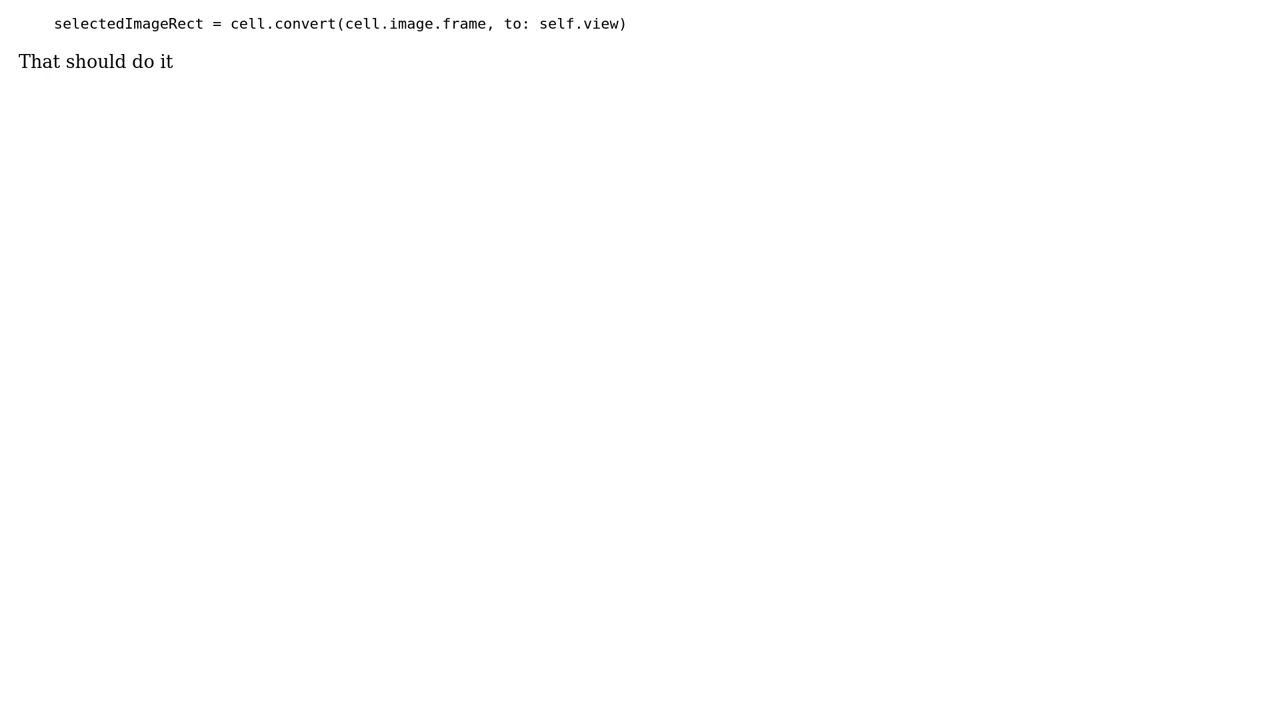 selectedImageRect = cell.convert(cell.image.frame, to: self.view)
That should do it